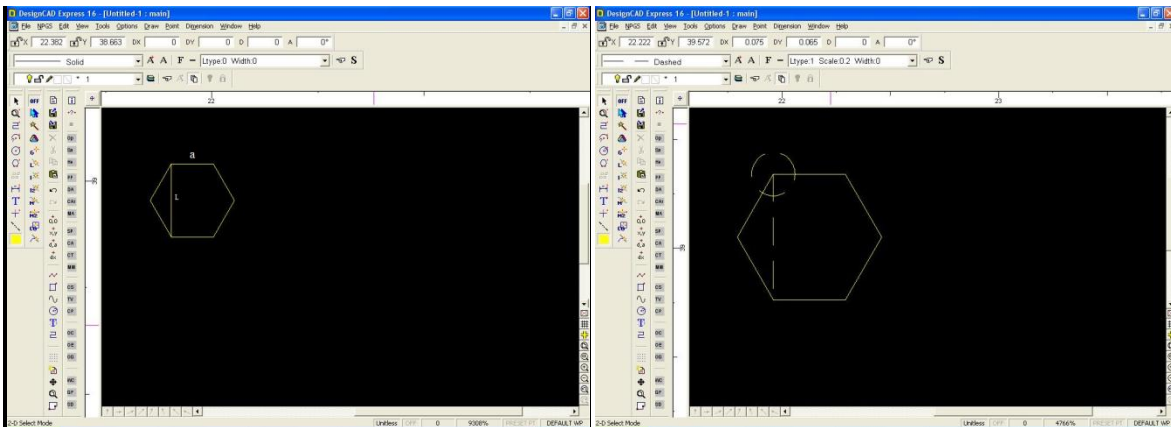 DesignCAD Express 16 - [Untitled-1 : main]
File NPGS Edit View Tools Options Draw Point Dimension Window Help
X 22.382 Y 38.663 DX 0 DY 0 D 0 A 0°
Solid A A F Ltype:0 Width:0 S
* 1
OFF
22
39
a
L
2-D Select Mode
Unitless OFF 0 9308% PRESET PT DEFAULT WP
DesignCAD Express 16 - [Untitled-1 : main]
File NPGS Edit View Tools Options Draw Point Dimension Window Help
X 22.222 Y 39.572 DX 0.075 DY 0.065 D 0 A 0°
Dashed A A F Ltype:1 Scale:0.2 Width:0 S
* 1
OFF
22 23
39
2-D Select Mode
Unitless OFF 0 4766% PRESET PT DEFAULT WP